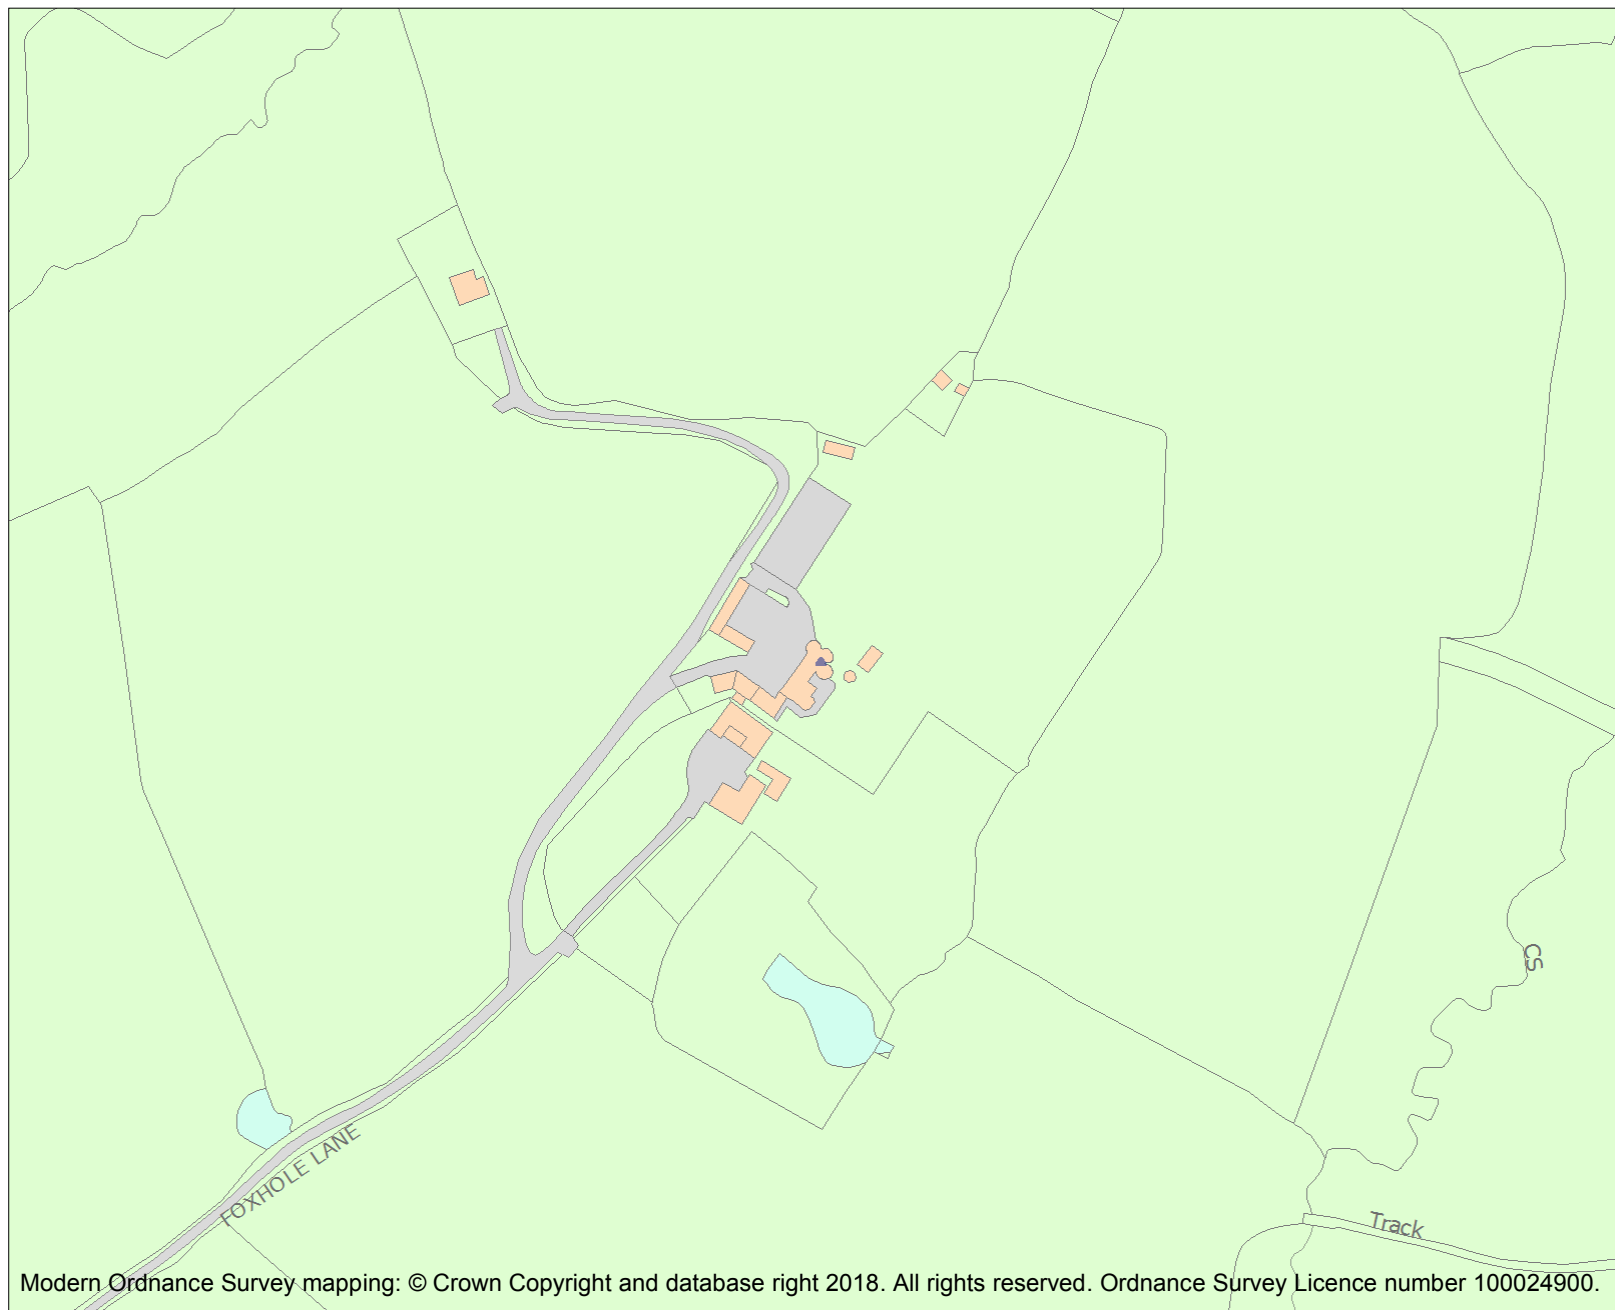 CS
FOXHOLE LANE
Track
Modern Ordnance Survey mapping: © Crown Copyright and database right 2018. All rights reserved. Ordnance Survey Licence number 100024900.